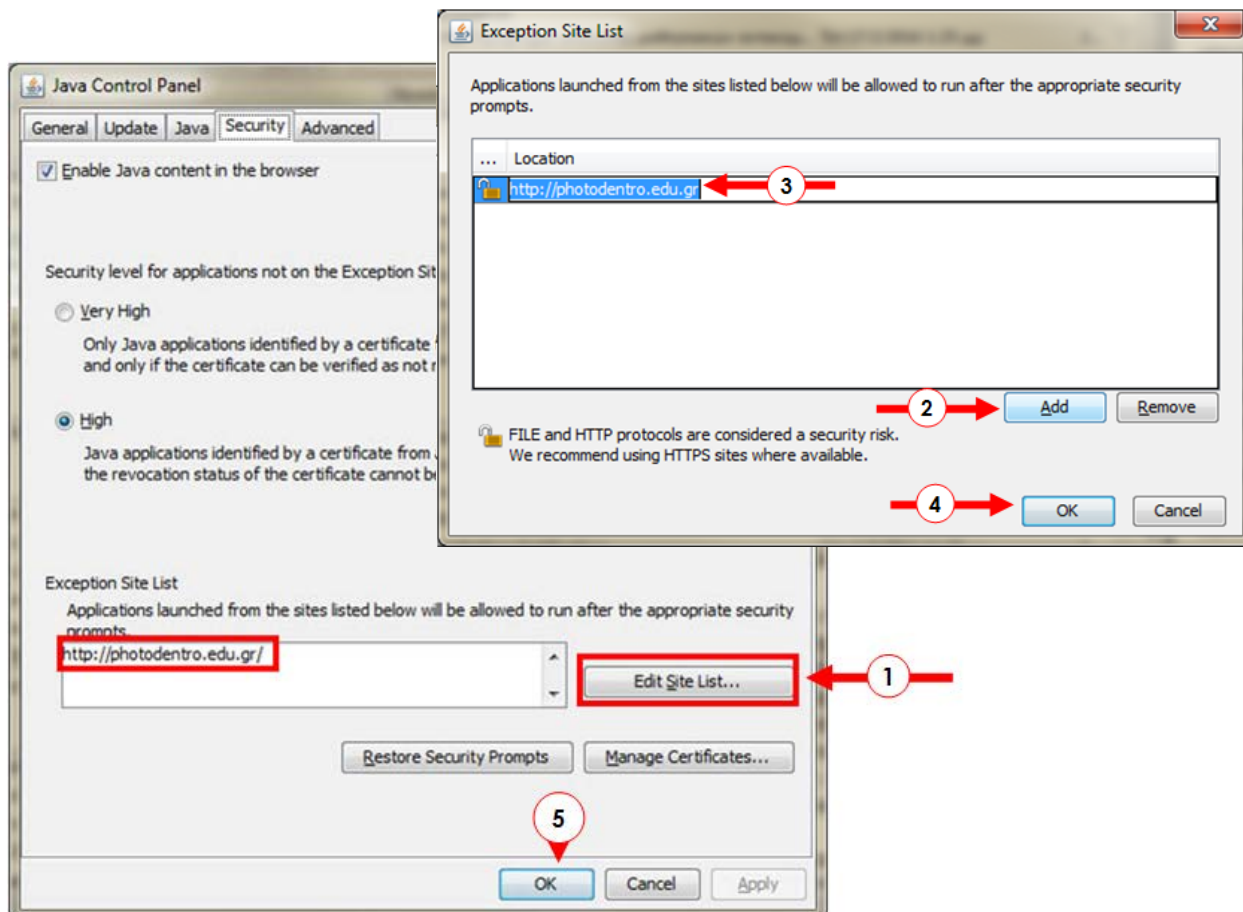 Exception Site List
Applications launched from the sites listed below will be allowed to run after the appropriate security
prompts.
... Location
http://photodentro.edu.gr
3
2
Add Remove
FILE and HTTP protocols are considered a security risk.
We recommend using HTTPS sites where available.
4
OK Cancel
Java Control Panel
General Update Java Security Advanced
Enable Java content in the browser
Security level for applications not on the Exception Sit
Very High
Only Java applications identified by a certificate
and only if the certificate can be verified as not
High
Java applications identified by a certificate from
the revocation status of the certificate cannot be
Exception Site List
Applications launched from the sites listed below will be allowed to run after the appropriate security
prompts.
http://photodentro.edu.gr/
Edit Site List...
1
Restore Security Prompts Manage Certificates...
5
OK Cancel Apply